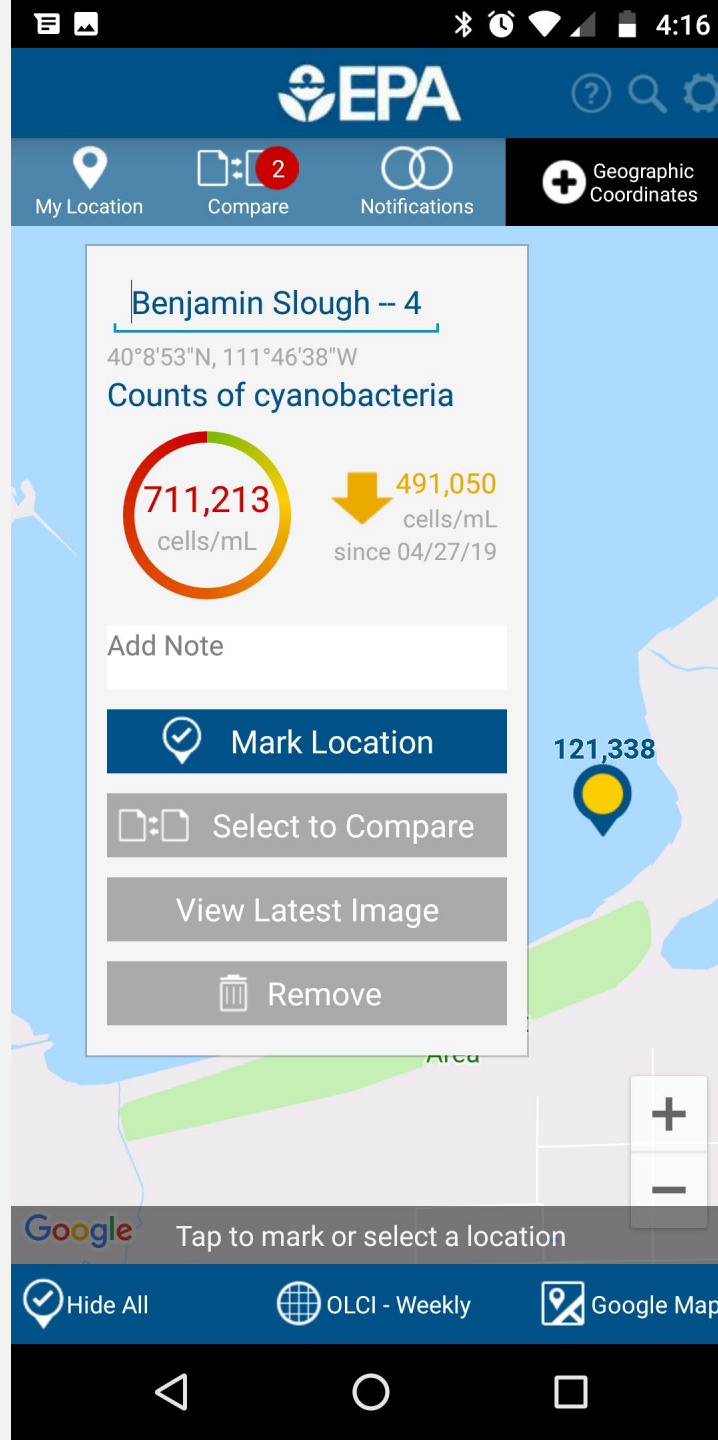 4:16
EPA
?
My Location
2
Compare
Notifications
Geographic
Coordinates
Benjamin Slough -- 4
40°8'53"N, 111°46'38"W
Counts of cyanobacteria
711,213
cells/mL
491,050
cells/mL
since 04/27/19
Add Note
Mark Location
121,338
Select to Compare
View Latest Image
Remove
Area
+
−
Google
Tap to mark or select a location
Hide All
OLCI - Weekly
Google Map